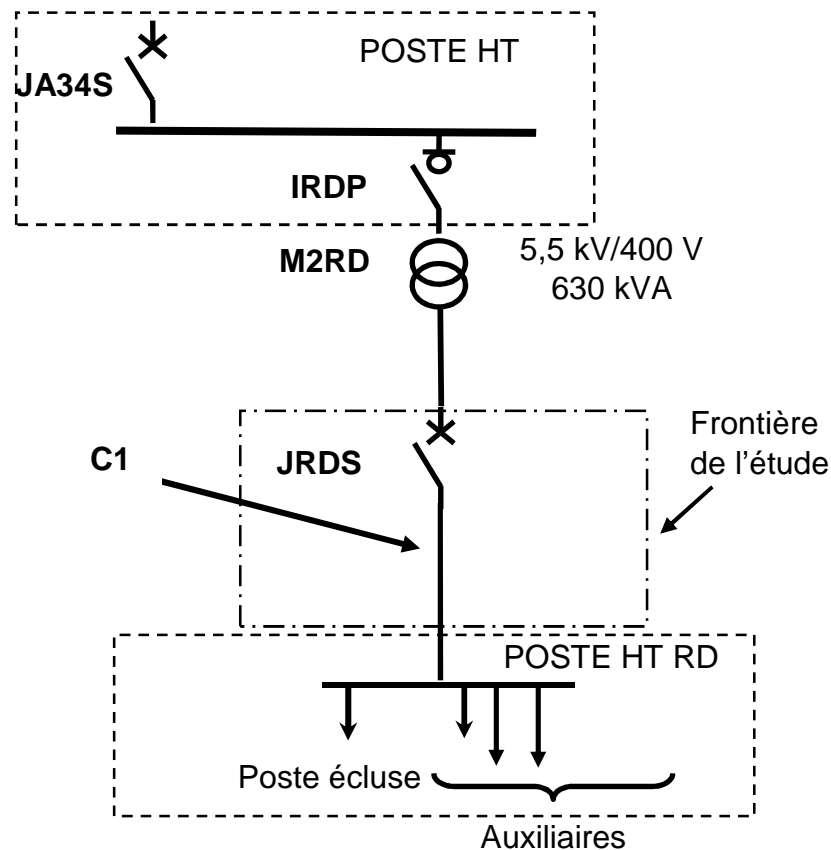 POSTE HT
JA34S
IRDP
M2RD
5,5 kV/400 V
630 kVA
C1
JRDS
Frontière
de l'étude
POSTE HT RD
Poste écluse
Auxiliaires